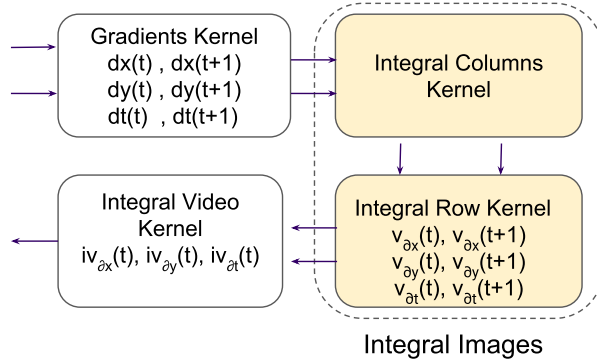 Gradients Kernel
dx(t) , dx(t+1)
dy(t) , dy(t+1)
dt(t) , dt(t+1)
Integral Columns
Kernel
Integral Video
Kernel
iv∂x(t), iv∂y(t), iv∂t(t)
Integral Row Kernel
v∂x(t), v∂x(t+1)
v∂y(t), v∂y(t+1)
v∂t(t), v∂t(t+1)
Integral Images